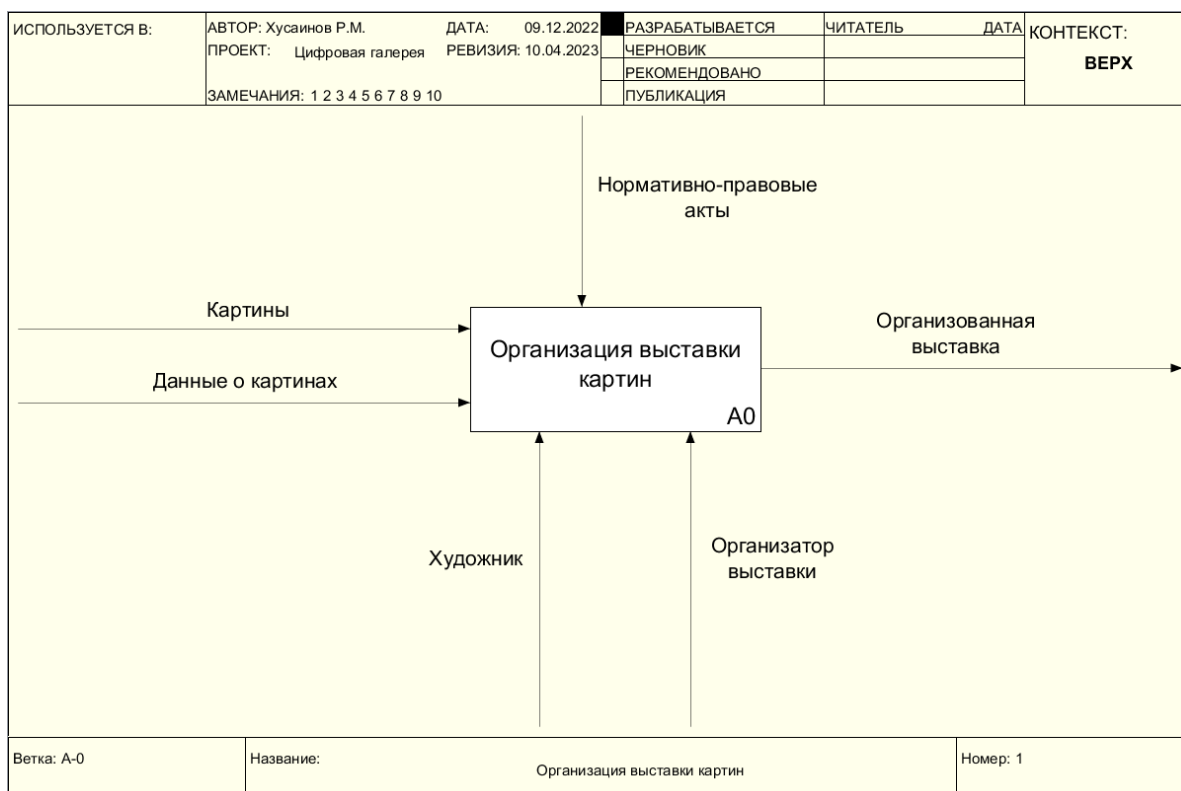 ИСПОЛЬЗУЕТСЯ В:
АВТОР: Хусаинов Р.М.
ДАТА: 09.12.2022
ПРОЕКТ: Цифровая галерея
РЕВИЗИЯ: 10.04.2023
ЗАМЕЧАНИЯ: 1 2 3 4 5 6 7 8 9 10
РАЗРАБАТЫВАЕТСЯ
ЧЕРНОВИК
РЕКОМЕНДОВАНО
ПУБЛИКАЦИЯ
ЧИТАТЕЛЬ ДАТА
КОНТЕКСТ:
ВЕРХ
Нормативно-правовые
акты
Картины
Данные о картинах
Организация выставки
картин
A0
Организованная
выставка
Художник
Организатор
выставки
Ветка: A-0
Название:
Организация выставки картин
Номер: 1